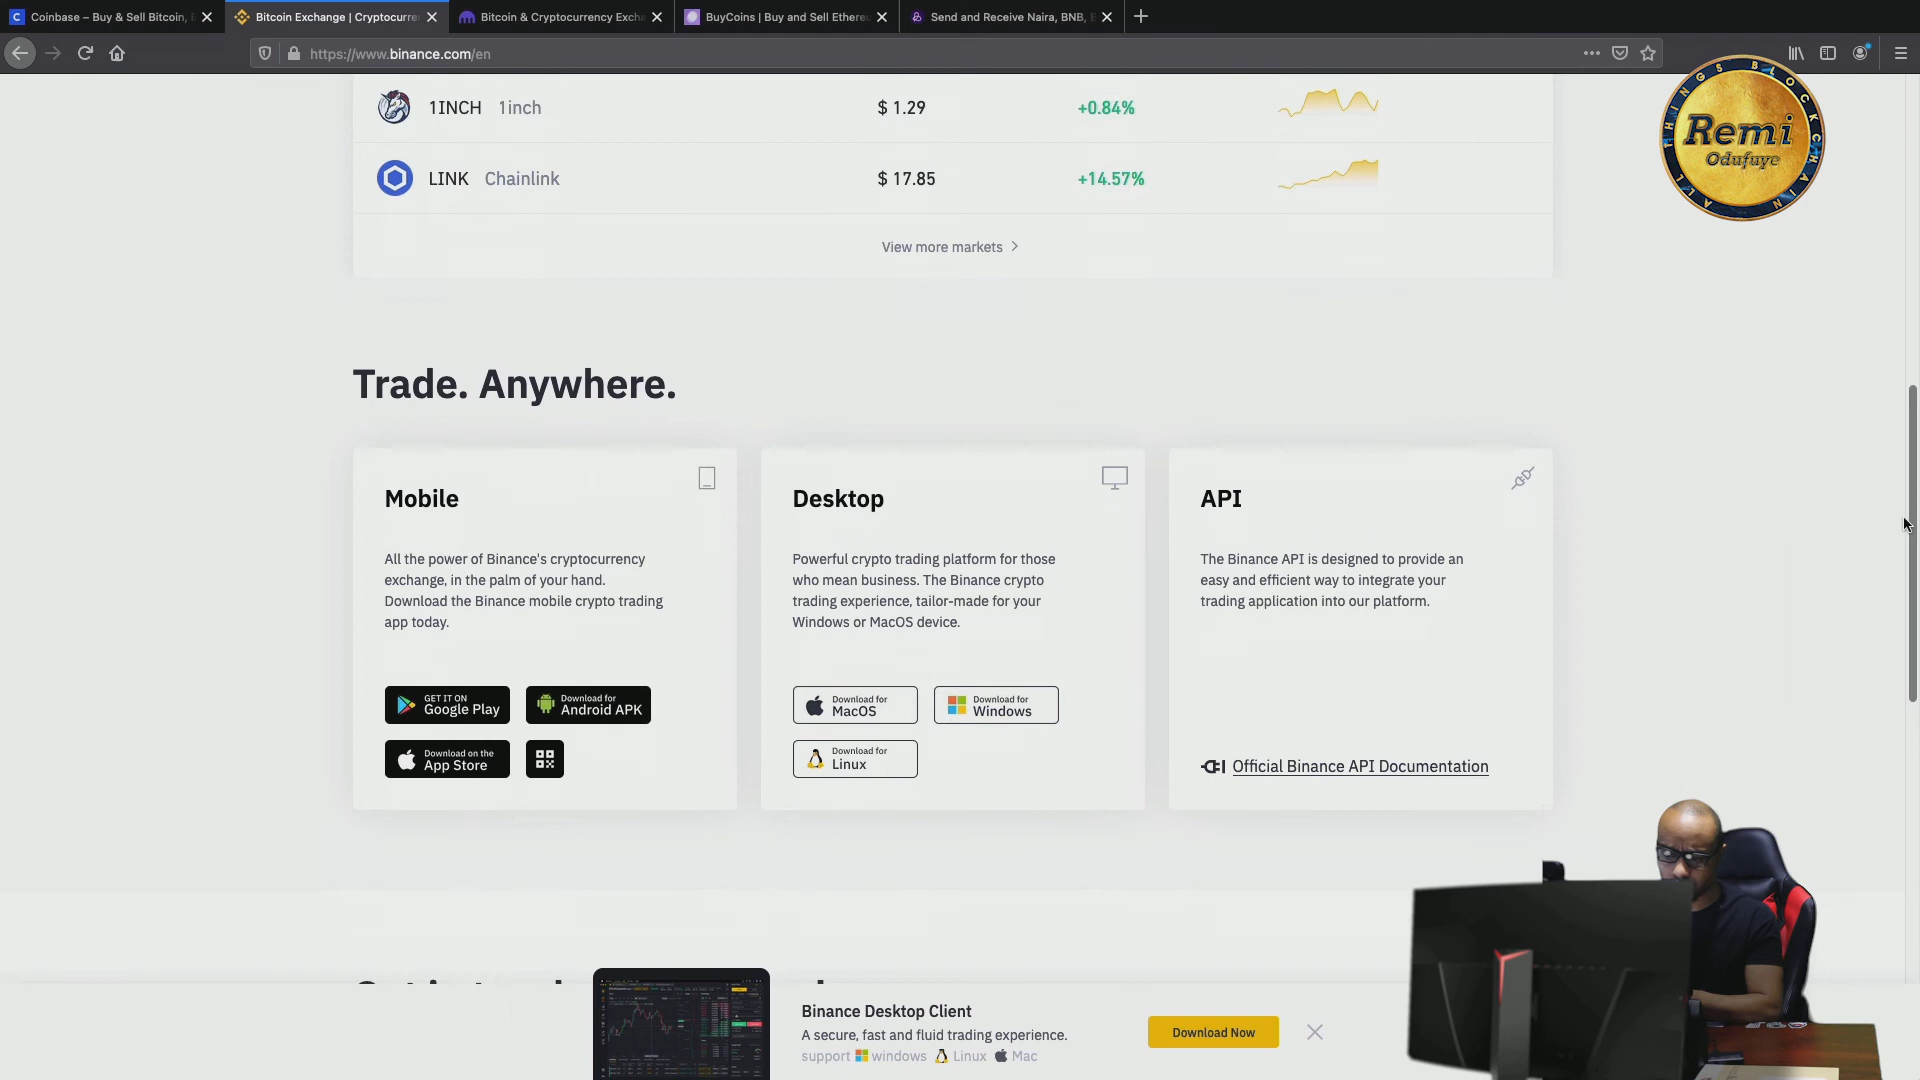 Coinbase – Buy & Sell Bitcoin,
Bitcoin Exchange | Cryptocurre
Bitcoin & Cryptocurrency Exch
BuyCoins | Buy and Sell Ethere
Send and Receive Naira, BNB,
https://www.binance.com/en
ALL THINGS BLOCKCHAIN
Remi
Odufuye
1INCH 1inch $ 1.29 +0.84%
LINK Chainlink $ 17.85 +14.57%
View more markets
Trade. Anywhere.
Mobile
All the power of Binance's cryptocurrency
exchange, in the palm of your hand.
Download the Binance mobile crypto trading
app today.
GET IT ON
Google Play
Download for
Android APK
Download on the
App Store
Desktop
Powerful crypto trading platform for those
who mean business. The Binance crypto
trading experience, tailor-made for your
Windows or MacOS device.
Download for
MacOS
Download for
Windows
Download for
Linux
API
The Binance API is designed to provide an
easy and efficient way to integrate your
trading application into our platform.
Official Binance API Documentation
Binance Desktop Client
A secure, fast and fluid trading experience.
support windows Linux Mac
Download Now